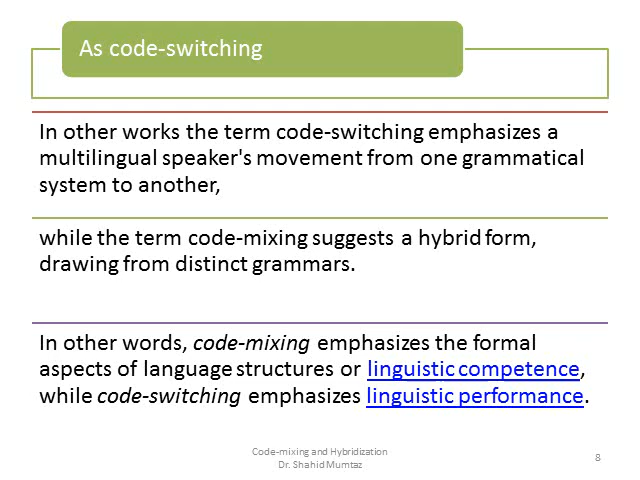 As code-switching
In other works the term code-switching emphasizes a
multilingual speaker's movement from one grammatical
system to another,
while the term code-mixing suggests a hybrid form,
drawing from distinct grammars.
In other words, code-mixing emphasizes the formal
aspects of language structures or linguistic competence,
while code-switching emphasizes linguistic performance.
Code-mixing and Hybridization
Dr. Shahid Mumtaz
8